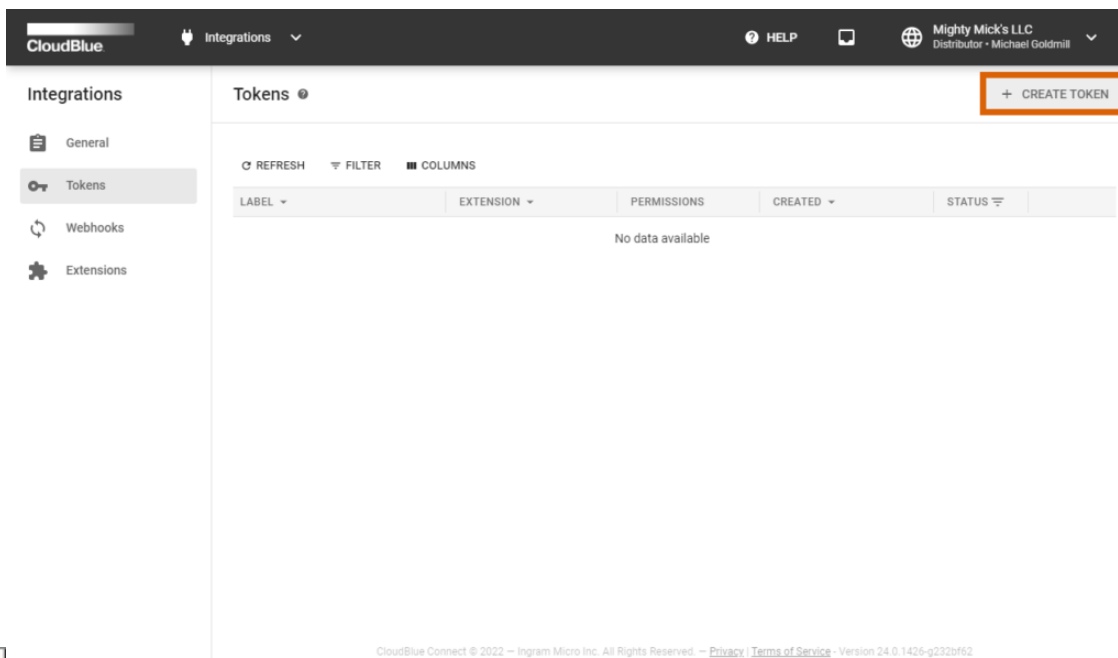 CloudBlue
Integrations
HELP
Mighty Mick's LLC
Distributor • Michael Goldmill
Integrations
Tokens
+ CREATE TOKEN
General
Tokens
Webhooks
Extensions
REFRESH FILTER COLUMNS
LABEL EXTENSION PERMISSIONS CREATED STATUS
No data available
CloudBlue Connect © 2022 — Ingram Micro Inc. All Rights Reserved. — Privacy | Terms of Service - Version 24.0.1426-g232bf62